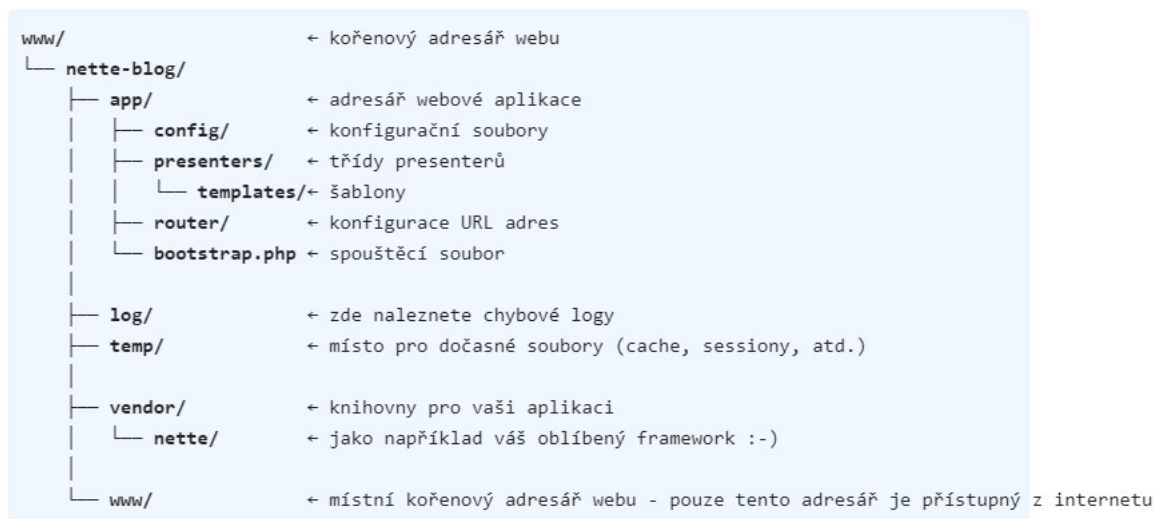 www/                          ← kořenový adresář webu
└── nette-blog/
    ├── app/                  ← adresář webové aplikace
    │   ├── config/           ← konfigurační soubory
    │   ├── presenters/       ← třídy presenterů
    │   │   └── templates/← šablony
    │   ├── router/           ← konfigurace URL adres
    │   └── bootstrap.php ← spouštěcí soubor
    │
    ├── log/                  ← zde naleznete chybové logy
    ├── temp/                 ← místo pro dočasné soubory (cache, sessiony, atd.)
    │
    ├── vendor/               ← knihovny pro vaši aplikaci
    │   └── nette/            ← jako například váš oblíbený framework :-)
    │
    └── www/                  ← místní kořenový adresář webu - pouze tento adresář je přístupný z internetu